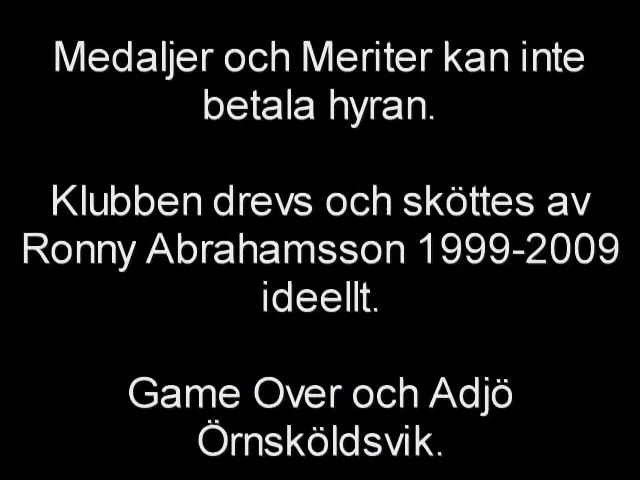 Medaljer och Meriter kan inte
betala hyran.
Klubben drevs och sköttes av
Ronny Abrahamsson 1999-2009
ideellt.
Game Over och Adjö
Örnsköldsvik.